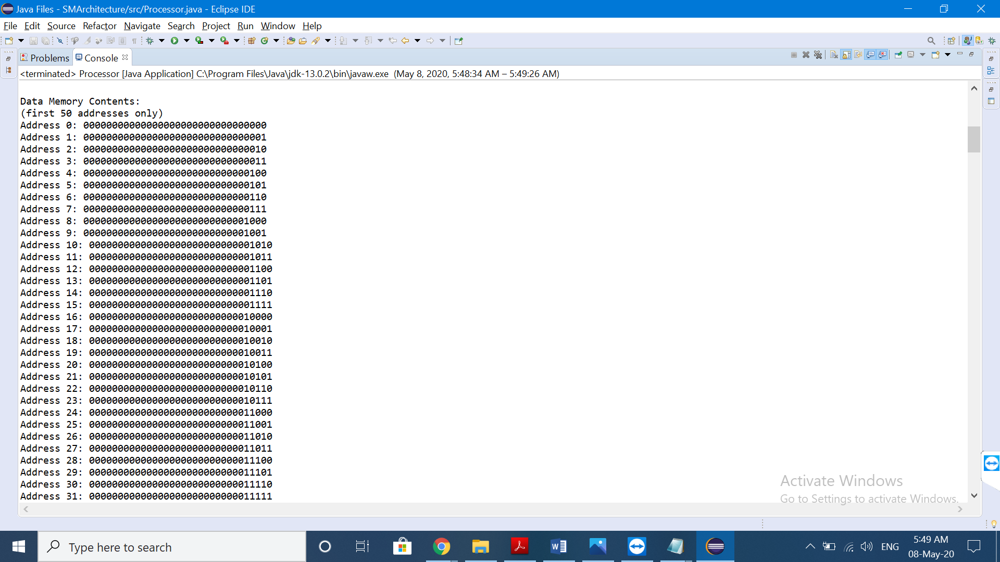 Java Files - SMArchitecture/src/Processor.java - Eclipse IDE
File Edit Source Refactor Navigate Search Project Run Window Help
Problems Console
<terminated> Processor [Java Application] C:\Program Files\Java\jdk-13.0.2\bin\javaw.exe (May 8, 2020, 5:48:34 AM – 5:49:26 AM)
Data Memory Contents:
(first 50 addresses only)
Address 0: 00000000000000000000000000000000
Address 1: 00000000000000000000000000000001
Address 2: 00000000000000000000000000000010
Address 3: 00000000000000000000000000000011
Address 4: 00000000000000000000000000000100
Address 5: 00000000000000000000000000000101
Address 6: 00000000000000000000000000000110
Address 7: 00000000000000000000000000000111
Address 8: 00000000000000000000000000001000
Address 9: 00000000000000000000000000001001
Address 10: 00000000000000000000000000001010
Address 11: 00000000000000000000000000001011
Address 12: 00000000000000000000000000001100
Address 13: 00000000000000000000000000001101
Address 14: 00000000000000000000000000001110
Address 15: 00000000000000000000000000001111
Address 16: 00000000000000000000000000010000
Address 17: 00000000000000000000000000010001
Address 18: 00000000000000000000000000010010
Address 19: 00000000000000000000000000010011
Address 20: 00000000000000000000000000010100
Address 21: 00000000000000000000000000010101
Address 22: 00000000000000000000000000010110
Address 23: 00000000000000000000000000010111
Address 24: 00000000000000000000000000011000
Address 25: 00000000000000000000000000011001
Address 26: 00000000000000000000000000011010
Address 27: 00000000000000000000000000011011
Address 28: 00000000000000000000000000011100
Address 29: 00000000000000000000000000011101
Address 30: 00000000000000000000000000011110
Address 31: 00000000000000000000000000011111
Activate Windows
Go to Settings to activate Windows.
Type here to search
ENG
5:49 AM
08-May-20